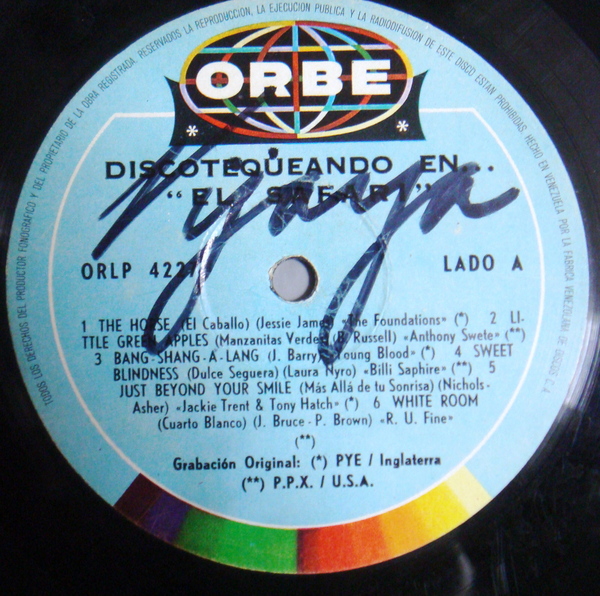 TODOS LOS DERECHOS DEL PRODUCTOR FONOGRAFICO Y DEL PROPIETARIO DE LA OBRA REGISTRADA. RESERVADOS LA REPRODUCCION, LA EJECUCION PUBLICA Y LA RADIODIFUSION DE ESTE DISCO ESTAN PROHIBIDAS. HECHO EN VENEZUELA POR LA FABRICA VENEZOLANA DE DISCOS C.A.
ORBE
DISCOTEQUEANDO EN...
“EL SAFARI”
ORLP 4227 LADO A
1 THE HORSE (El Caballo) (Jessie James) «The Foundations» (*) 2 LI-
TTLE GREEN APPLES (Manzanitas Verdes) (B. Russell) «Anthony Swete» (**)
3 BANG-SHANG-A-LANG (J. Barry) «Young Blood» (*) 4 SWEET
BLINDNESS (Dulce Seguera) (Laura Nyro) «Billi Saphire» (**) 5
JUST BEYOND YOUR SMILE (Más Allá de tu Sonrisa) (Nichols-
Asher) «Jackie Trent & Tony Hatch» (*) 6 WHITE ROOM
(Cuarto Blanco) (J. Bruce - P. Brown) «R. U. Fine»
(**)
Grabación Original: (*) PYE / Inglaterra
(**) P.P.X. / U.S.A.